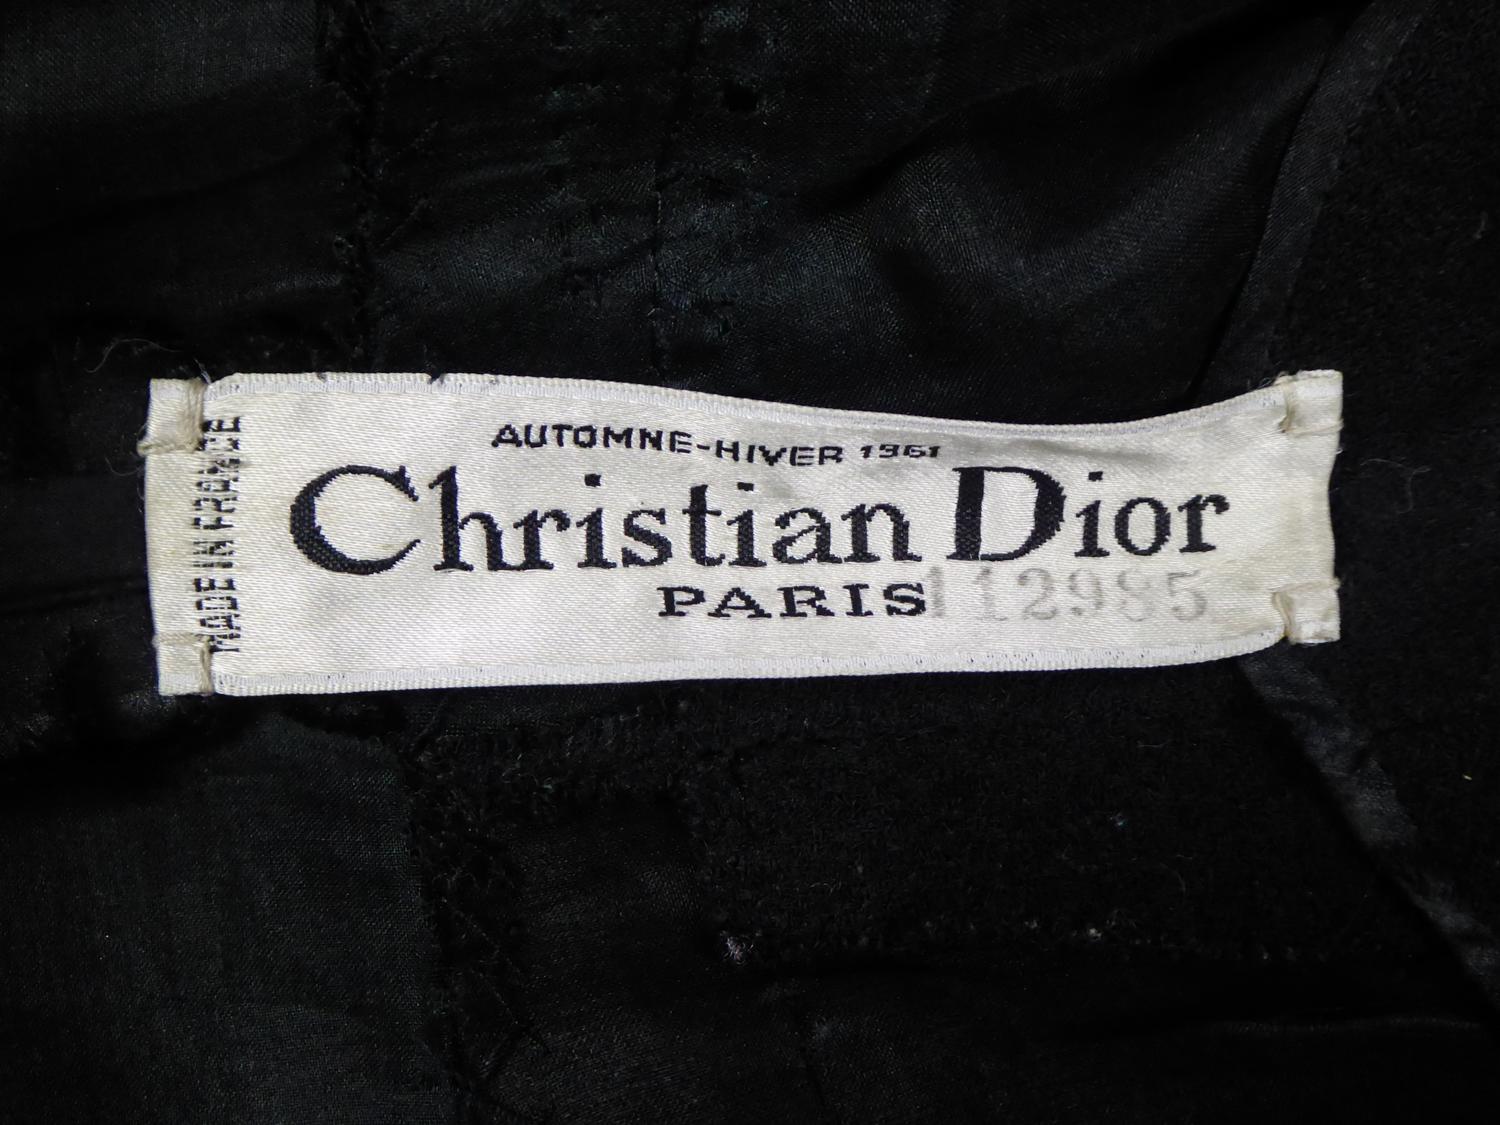 AUTOMNE-HIVER 1961
Christian Dior
PARIS 112985
MADE IN FRANCE